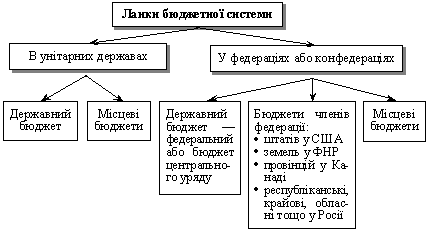 Ланки бюджетної системи
В унітарних державах
У федераціях або конфедераціях
Державний
бюджет
Місцеві
бюджети
Державний
бюджет —
федеральний
або бюджет
центрально-
го уряду
Бюджети членів
федерації:
• штатів у США
• земель у ФНР
• провінцій у Ка-
наді
• республіканські,
крайові, облас-
ні тощо у Росії
Місцеві
бюджети